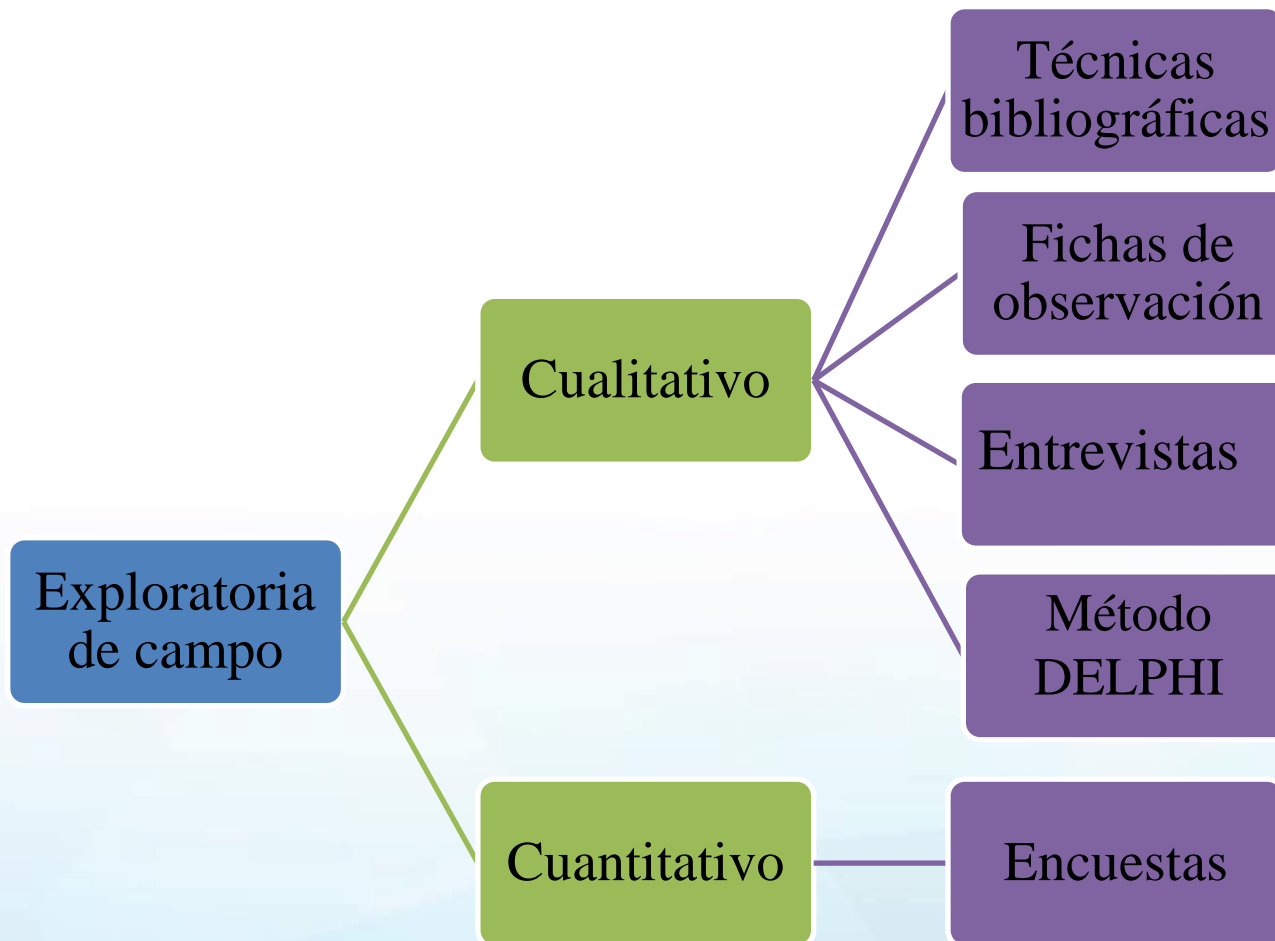 Técnicas
bibliográficas
Fichas de
observación
Cualitativo
Entrevistas
Exploratoria
de campo
Método
DELPHI
Cuantitativo
Encuestas